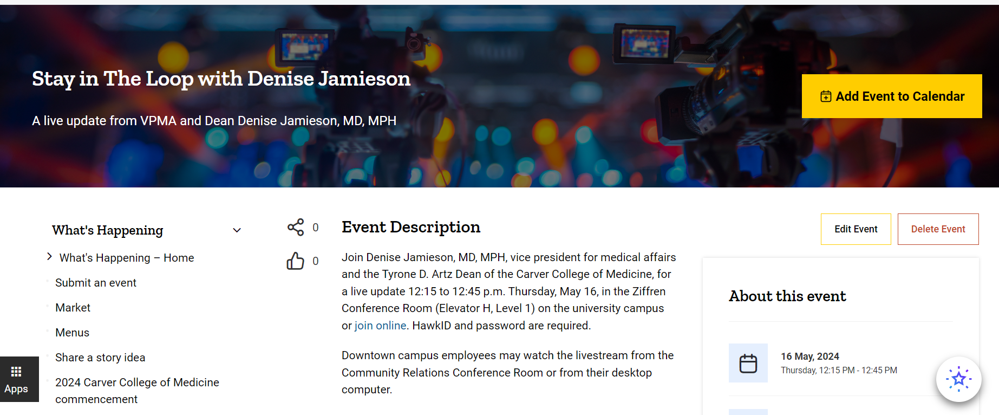 Stay in The Loop with Denise Jamieson
A live update from VPMA and Dean Denise Jamieson, MD, MPH
Add Event to Calendar
What's Happening
What's Happening – Home
Submit an event
Market
Menus
Share a story idea
2024 Carver College of Medicine
commencement
Apps
0
0
Event Description
Join Denise Jamieson, MD, MPH, vice president for medical affairs
and the Tyrone D. Artz Dean of the Carver College of Medicine, for
a live update 12:15 to 12:45 p.m. Thursday, May 16, in the Ziffren
Conference Room (Elevator H, Level 1) on the university campus
or join online. HawkID and password are required.
Downtown campus employees may watch the livestream from the
Community Relations Conference Room or from their desktop
computer.
Edit Event
Delete Event
About this event
16 May, 2024
Thursday, 12:15 PM - 12:45 PM